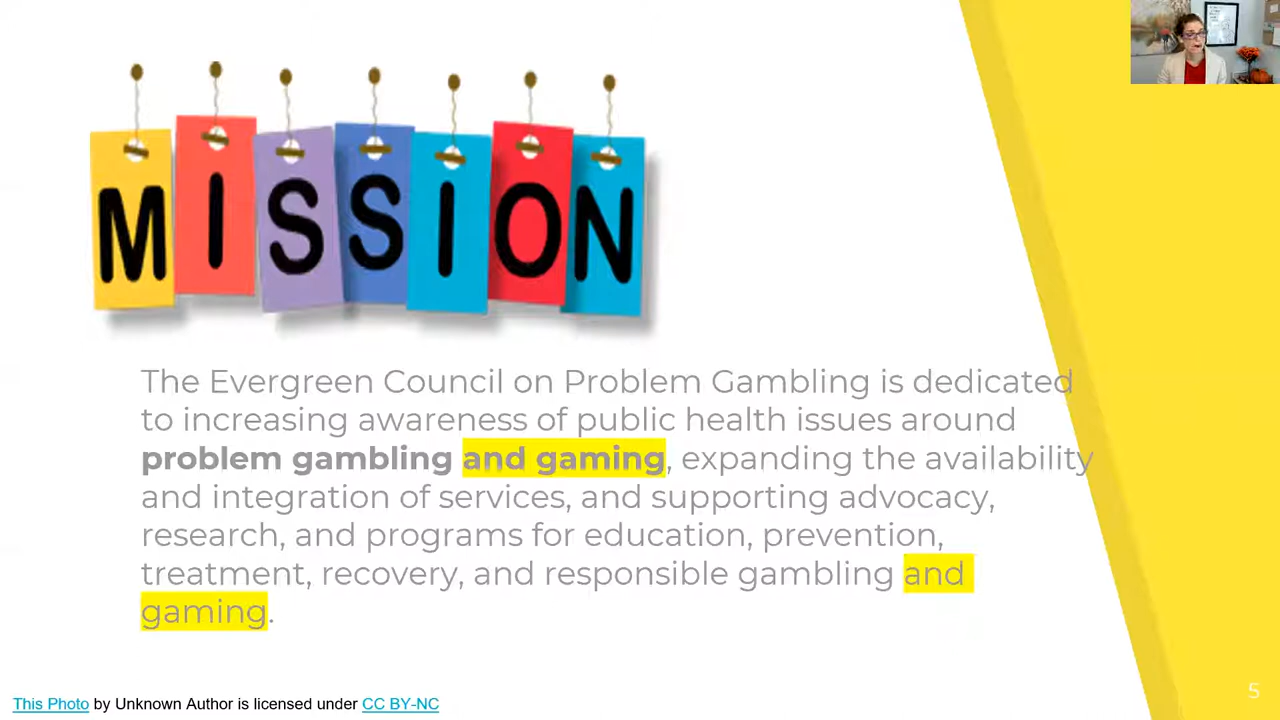 MISSION
The Evergreen Council on Problem Gambling is dedicated
to increasing awareness of public health issues around
problem gambling and gaming, expanding the availability
and integration of services, and supporting advocacy,
research, and programs for education, prevention,
treatment, recovery, and responsible gambling and
gaming.
This Photo by Unknown Author is licensed under CC BY-NC
5